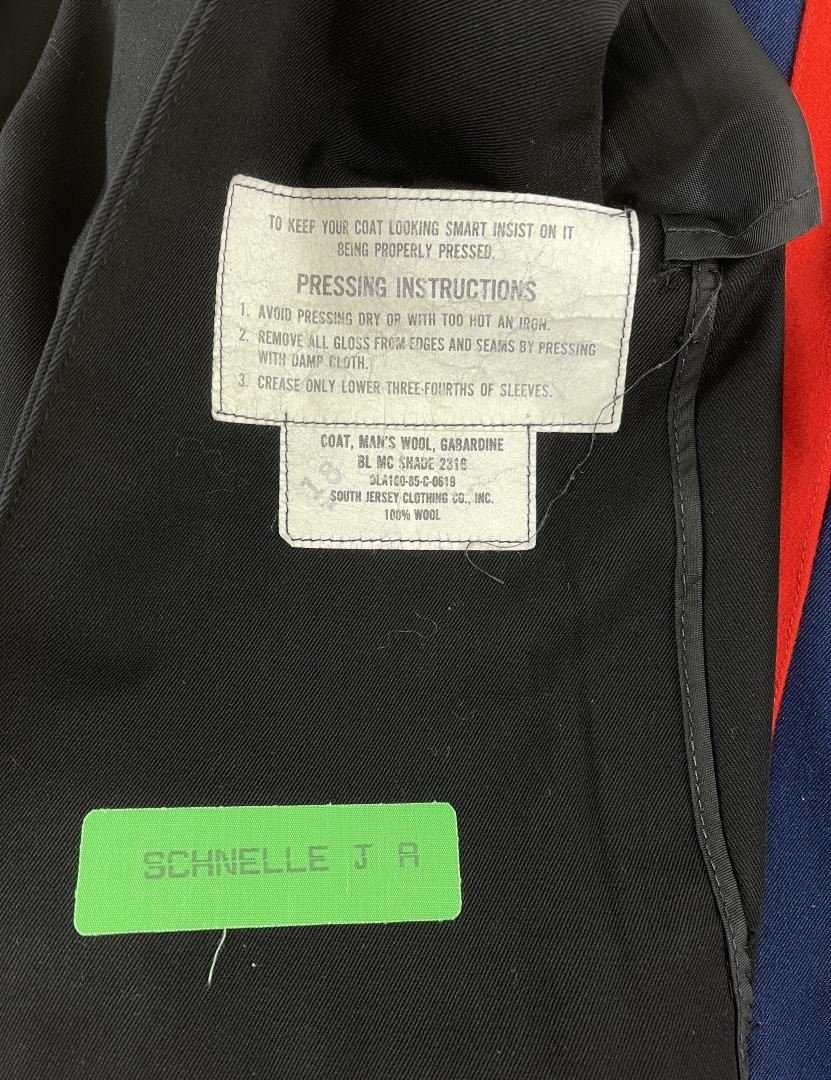 TO KEEP YOUR COAT LOOKING SMART INSIST ON IT
BEING PROPERLY PRESSED.
PRESSING INSTRUCTIONS
1. AVOID PRESSING DRY OR WITH TOO HOT AN IRON.
2. REMOVE ALL GLOSS FROM EDGES AND SEAMS BY PRESSING
WITH DAMP CLOTH.
3. CREASE ONLY LOWER THREE-FOURTHS OF SLEEVES.
COAT, MAN'S WOOL, GABARDINE
BL MC SHADE 2316
DLA100-85-C-0619
SOUTH JERSEY CLOTHING CO., INC.
100% WOOL
18
SCHNELLE J A